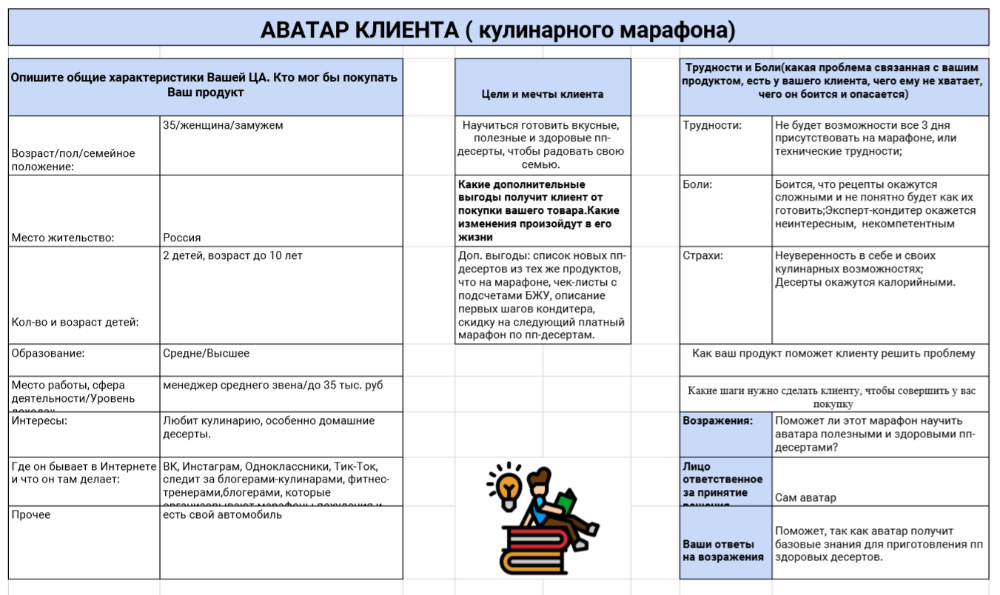 АВАТАР КЛИЕНТА ( кулинарного марафона)
Опишите общие характеристики Вашей ЦА. Кто мог бы покупать
Ваш продукт
Возраст/пол/семейное
положение:
35/женщина/замужем
Место жительство:
Россия
Кол-во и возраст детей:
2 детей, возраст до 10 лет
Образование:
Средне/Высшее
Место работы, сфера
деятельности/Уровень
дохода:
менеджер среднего звена/до 35 тыс. руб
Интересы:
Любит кулинарию, особенно домашние
десерты.
Где он бывает в Интернете
и что он там делает:
ВК, Инстаграм, Одноклассники, Тик-Ток,
следит за блогерами-кулинарами, фитнес-
тренерами,блогерами, которые
организовывают марафоны похудения и
Прочее
есть свой автомобиль
Цели и мечты клиента
Научиться готовить вкусные,
полезные и здоровые пп-
десерты, чтобы радовать свою
семью.
Какие дополнительные
выгоды получит клиент от
покупки вашего товара.Какие
изменения произойдут в его
жизни
Доп. выгоды: список новых пп-
десертов из тех же продуктов,
что на марафоне, чек-листы с
подсчетами БЖУ, описание
первых шагов кондитера,
скидку на следующий платный
марафон по пп-десертам.
Трудности и Боли(какая проблема связанная с вашим
продуктом, есть у вашего клиента, чего ему не хватает,
чего он боится и опасается)
Трудности:
Не будет возможности все 3 дня
присутствовать на марафоне, или
технические трудности;
Боли:
Боится, что рецепты окажутся
сложными и не понятно будет как их
готовить;Эксперт-кондитер окажется
неинтересным, некомпетентным
Страхи:
Неуверенность в себе и своих
кулинарных возможностях;
Десерты окажутся калорийными.
Как ваш продукт поможет клиенту решить проблему
Какие шаги нужно сделать клиенту, чтобы совершить у вас
покупку
Возражения:
Поможет ли этот марафон научить
аватара полезными и здоровыми пп-
десертами?
Лицо
ответственное
за принятие
решения
Сам аватар
Ваши ответы
на возражения
Поможет, так как аватар получит
базовые знания для приготовления пп
здоровых десертов.